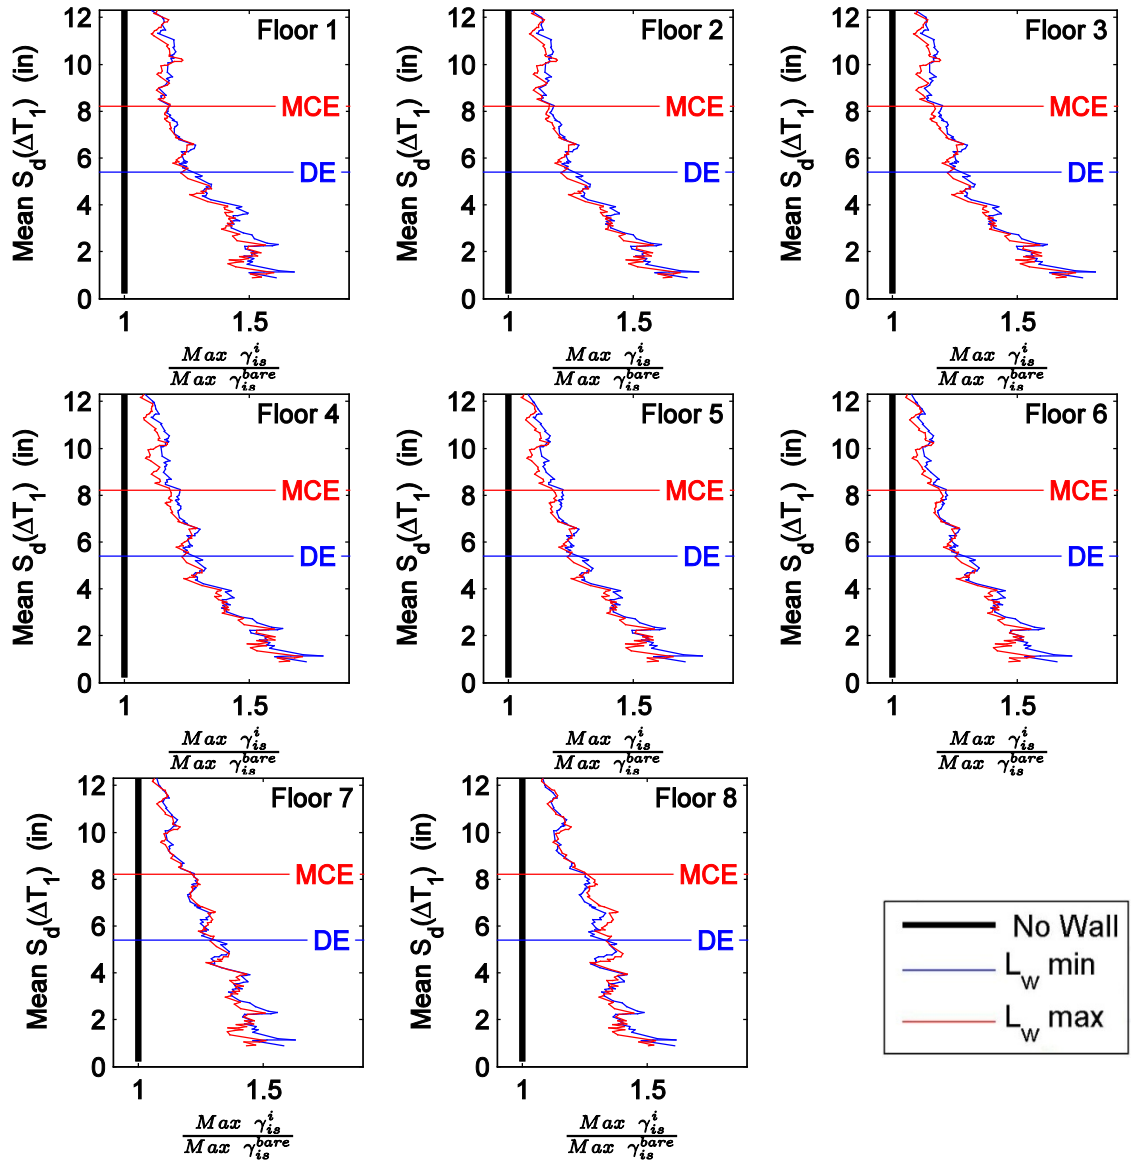 Floor 1
12
10
8
6
4
2
0
Mean S_d(ΔT_1) (in)
MCE
DE
1 1.5
Max γ_is^i
Max γ_is^bare
Floor 2
12
10
8
6
4
2
0
Mean S_d(ΔT_1) (in)
MCE
DE
1 1.5
Max γ_is^i
Max γ_is^bare
Floor 3
12
10
8
6
4
2
0
Mean S_d(ΔT_1) (in)
MCE
DE
1 1.5
Max γ_is^i
Max γ_is^bare
Floor 4
12
10
8
6
4
2
0
Mean S_d(ΔT_1) (in)
MCE
DE
1 1.5
Max γ_is^i
Max γ_is^bare
Floor 5
12
10
8
6
4
2
0
Mean S_d(ΔT_1) (in)
MCE
DE
1 1.5
Max γ_is^i
Max γ_is^bare
Floor 6
12
10
8
6
4
2
0
Mean S_d(ΔT_1) (in)
MCE
DE
1 1.5
Max γ_is^i
Max γ_is^bare
Floor 7
12
10
8
6
4
2
0
Mean S_d(ΔT_1) (in)
MCE
DE
1 1.5
Max γ_is^i
Max γ_is^bare
Floor 8
12
10
8
6
4
2
0
Mean S_d(ΔT_1) (in)
MCE
DE
1 1.5
Max γ_is^i
Max γ_is^bare
No Wall
L_w min
L_w max